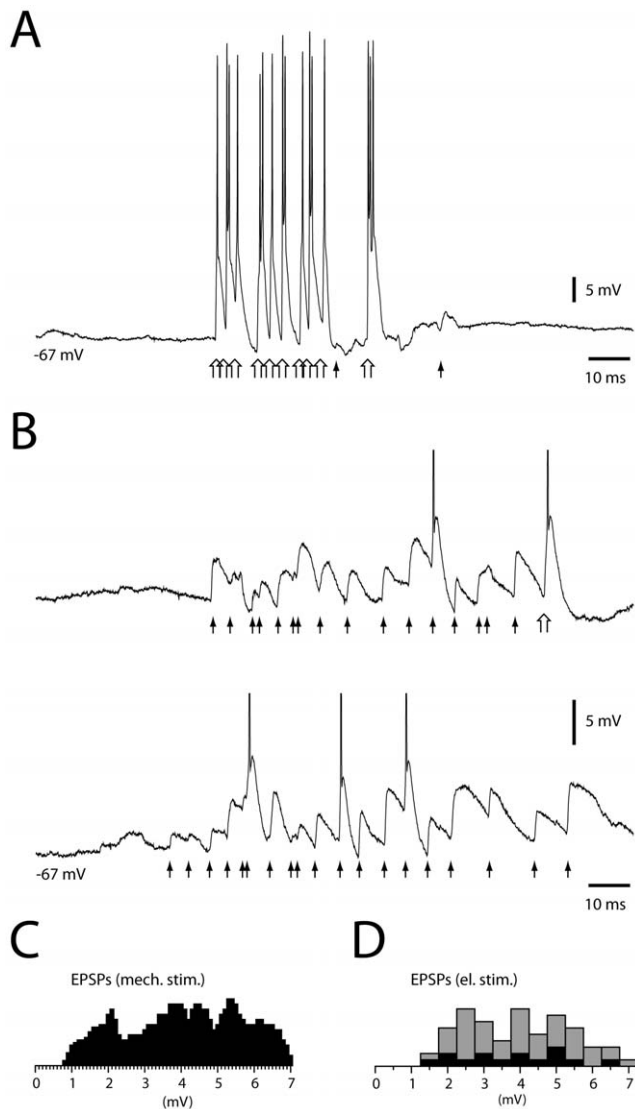 A
5 mV
-67 mV
10 ms
B
5 mV
-67 mV
10 ms
C
EPSPs (mech. stim.)
0 1 2 3 4 5 6 7
(mV)
D
EPSPs (el. stim.)
0 2 3 4 5 6 7
(mV)